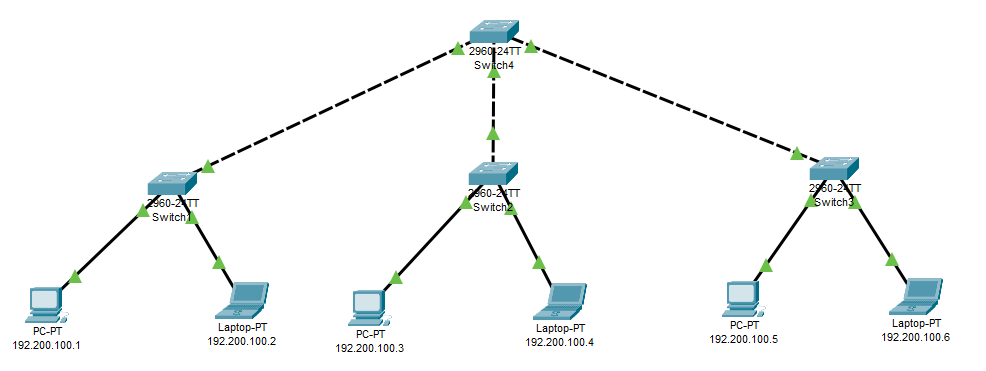 2960-24TT
Switch4
2960-24TT
Switch1
2960-24TT
Switch2
2960-24TT
Switch3
PC-PT
192.200.100.1
Laptop-PT
192.200.100.2
PC-PT
192.200.100.3
Laptop-PT
192.200.100.4
PC-PT
192.200.100.5
Laptop-PT
192.200.100.6